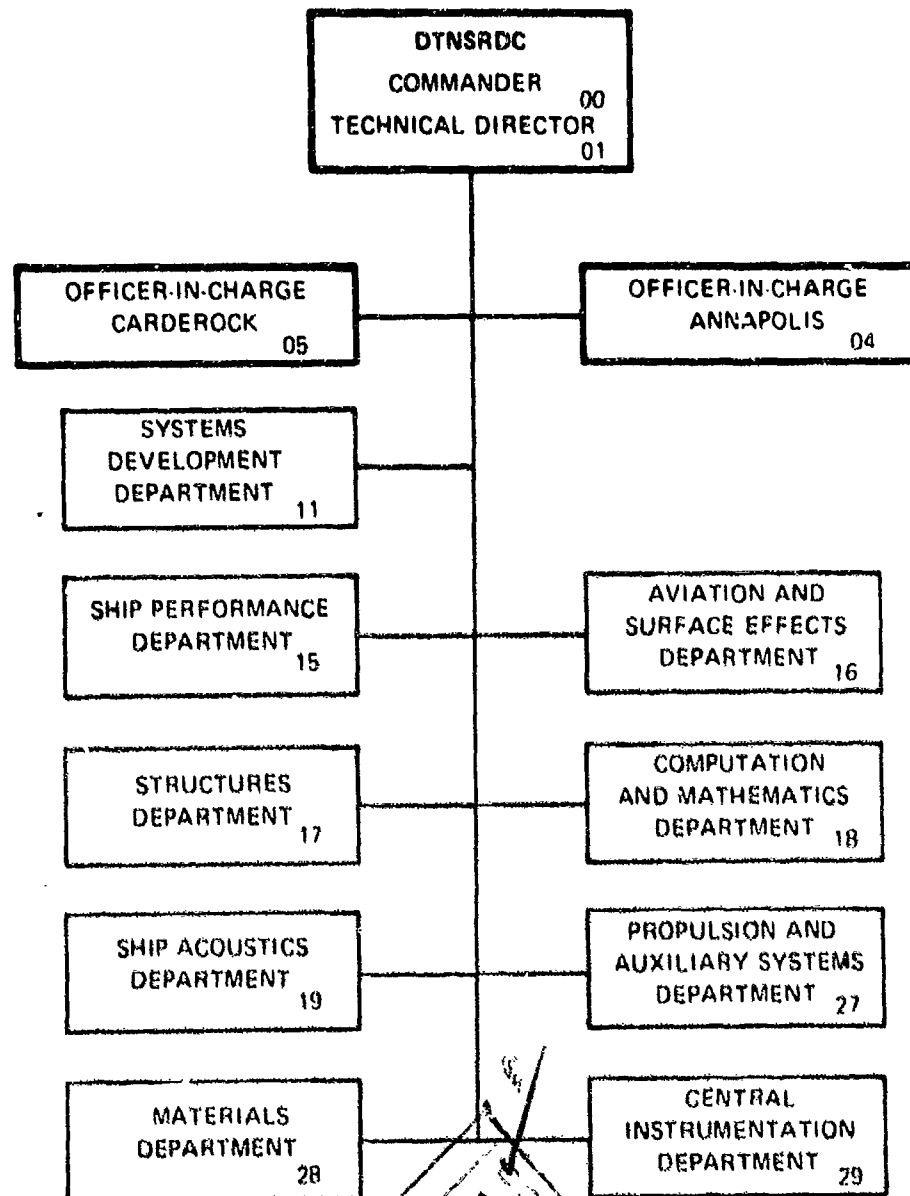 DTNSRDC
COMMANDER
00
TECHNICAL DIRECTOR
01
OFFICER-IN-CHARGE
CARDEROCK
05
OFFICER-IN-CHARGE
ANNAPOLIS
04
SYSTEMS
DEVELOPMENT
DEPARTMENT
11
SHIP PERFORMANCE
DEPARTMENT
15
AVIATION AND
SURFACE EFFECTS
DEPARTMENT
16
STRUCTURES
DEPARTMENT
17
COMPUTATION
AND MATHEMATICS
DEPARTMENT
18
SHIP ACOUSTICS
DEPARTMENT
19
PROPULSION AND
AUXILIARY SYSTEMS
DEPARTMENT
27
MATERIALS
DEPARTMENT
28
CENTRAL
INSTRUMENTATION
DEPARTMENT
29